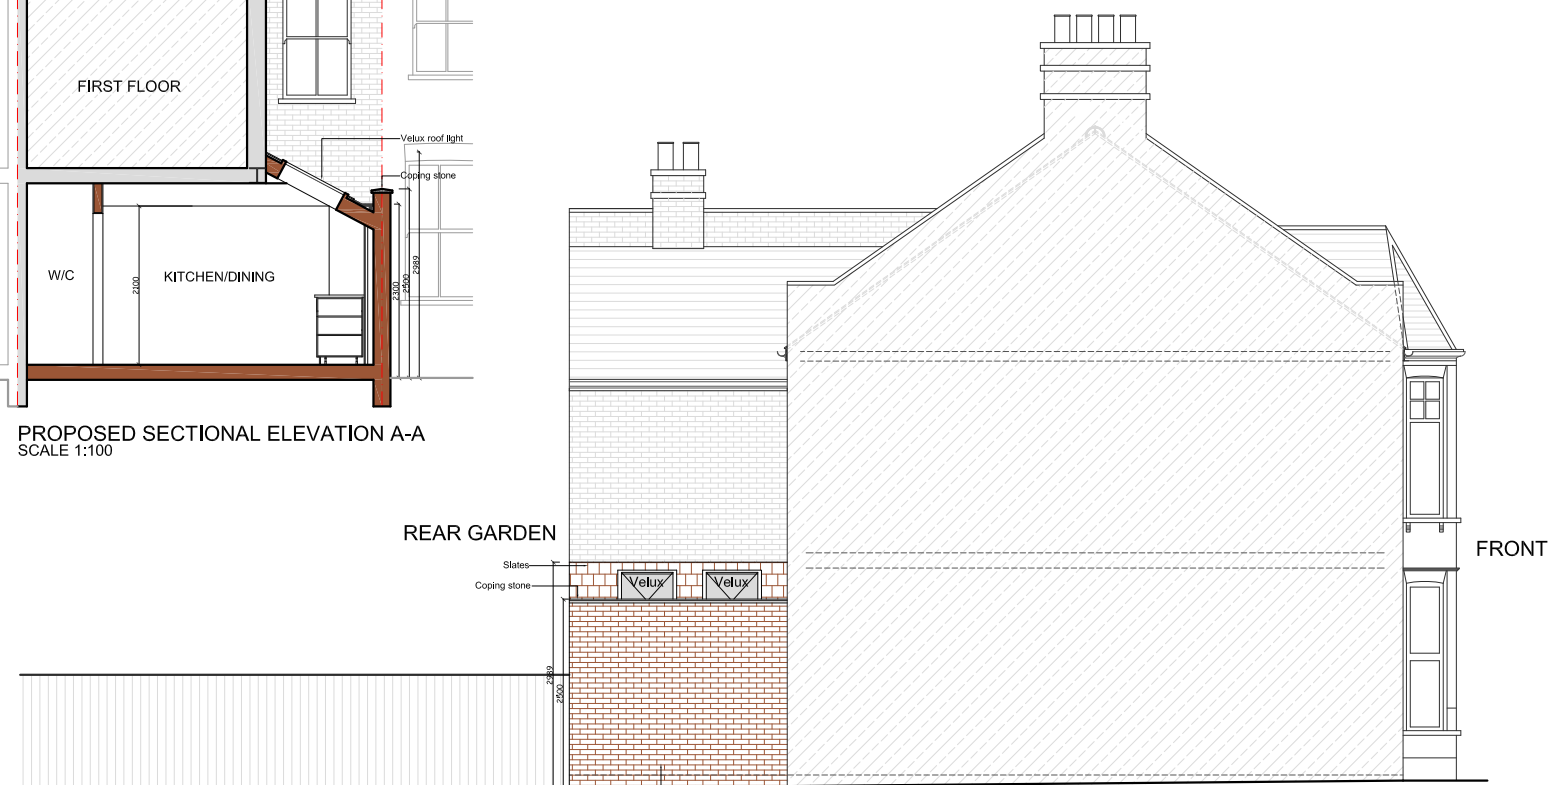 FIRST FLOOR
Velux roof light
Coping stone
W/C
KITCHEN/DINING
2100
2300
2500
2989
PROPOSED SECTIONAL ELEVATION A-A
SCALE 1:100
REAR GARDEN
Slates
Coping stone
Velux
Velux
FRONT
2989
2500